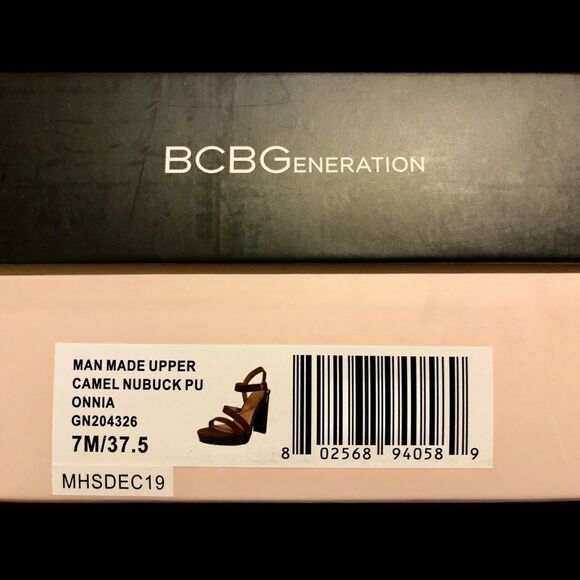 BCBGENERATION
MAN MADE UPPER
CAMEL NUBUCK PU
ONNIA
GN204326
7M/37.5
8 02568 94058 9
MHSDEC19